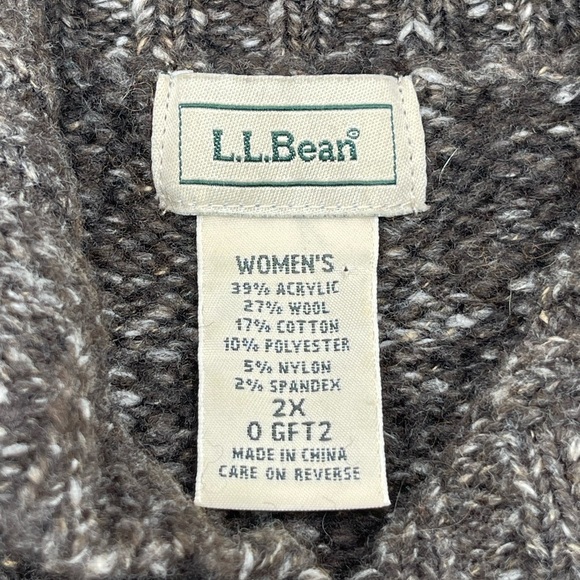 L.L.Bean®
WOMEN'S
39% ACRYLIC
27% WOOL
17% COTTON
10% POLYESTER
5% NYLON
2% SPANDEX
2X
0 GFT2
MADE IN CHINA
CARE ON REVERSE